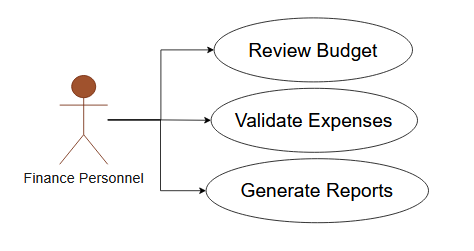 Review Budget
Validate Expenses
Finance Personnel
Generate Reports